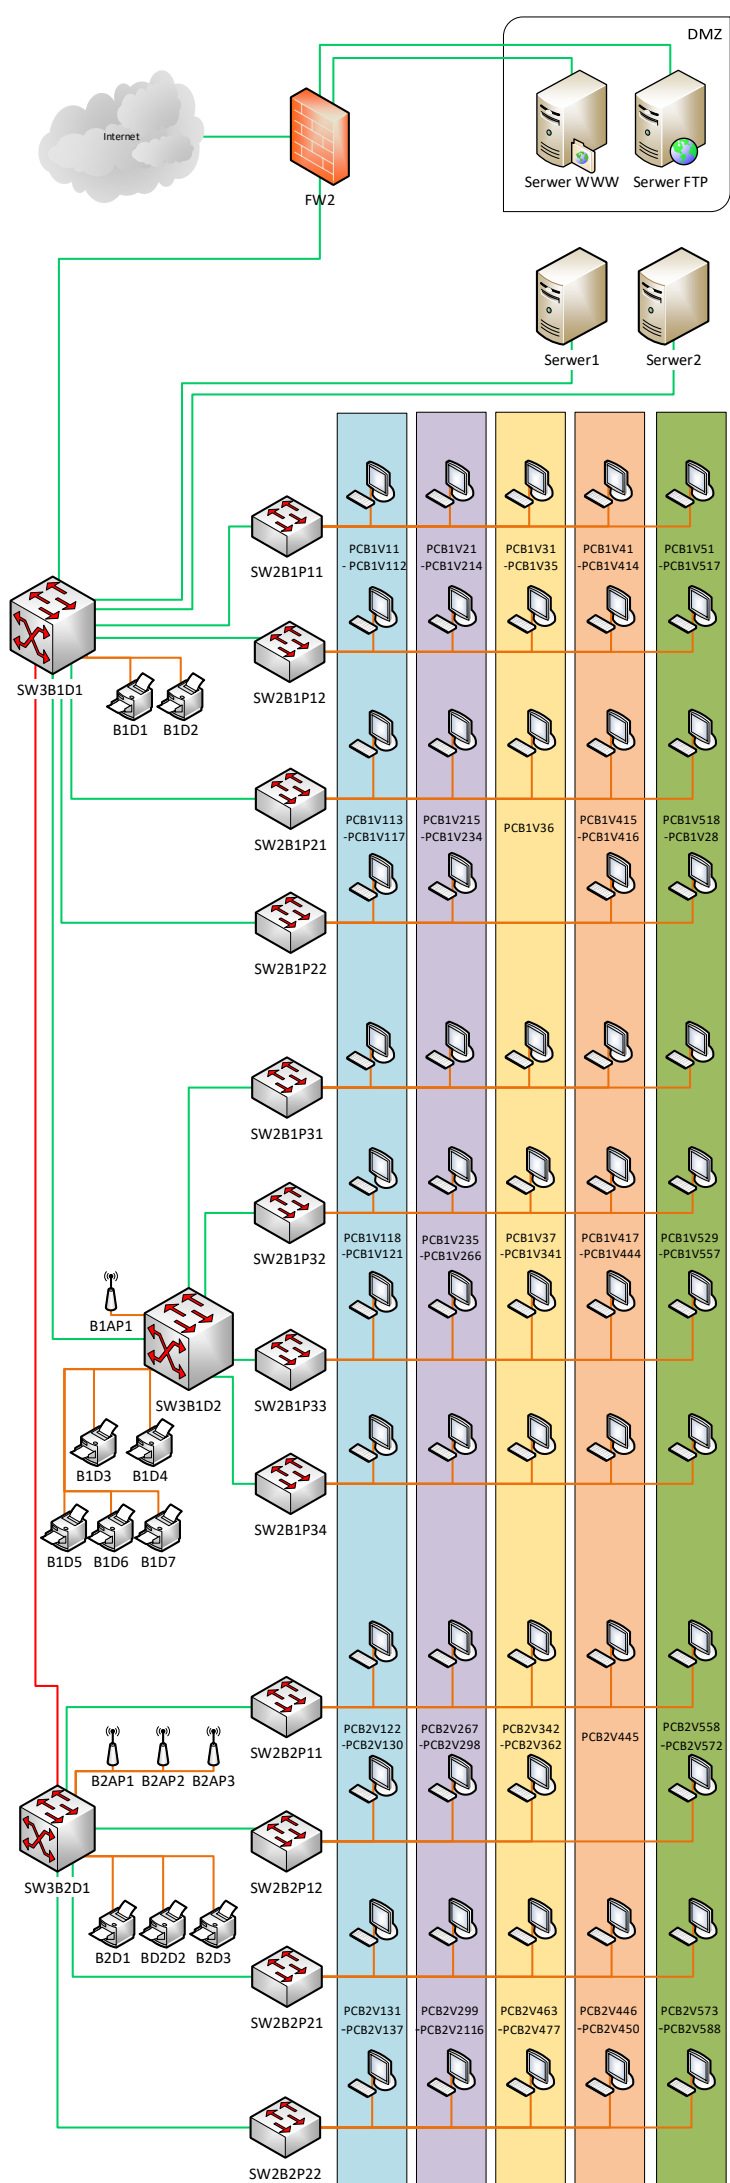 DMZ
Internet
Serwer WWW
Serwer FTP
FW2
Serwer1
Serwer2
SW2B1P11
PCB1V11
- PCB1V112
PCB1V21
-PCB1V214
PCB1V31
-PCB1V35
PCB1V41
-PCB1V414
PCB1V51
-PCB1V517
SW3B1D1
SW2B1P12
B1D1
B1D2
SW2B1P21
PCB1V113
-PCB1V117
PCB1V215
-PCB1V234
PCB1V36
PCB1V415
-PCB1V416
PCB1V518
-PCB1V28
SW2B1P22
SW2B1P31
SW2B1P32
PCB1V118
-PCB1V121
PCB1V235
-PCB1V266
PCB1V37
-PCB1V341
PCB1V417
-PCB1V444
PCB1V529
-PCB1V557
B1AP1
SW3B1D2
SW2B1P33
B1D3
B1D4
SW2B1P34
B1D5
B1D6
B1D7
SW2B2P11
PCB2V122
-PCB2V130
PCB2V267
-PCB2V298
PCB2V342
-PCB2V362
PCB2V445
PCB2V558
-PCB2V572
B2AP1
B2AP2
B2AP3
SW3B2D1
SW2B2P12
B2D1
BD2D2
B2D3
SW2B2P21
PCB2V131
-PCB2V137
PCB2V299
-PCB2V2116
PCB2V463
-PCB2V477
PCB2V446
-PCB2V450
PCB2V573
-PCB2V588
SW2B2P22